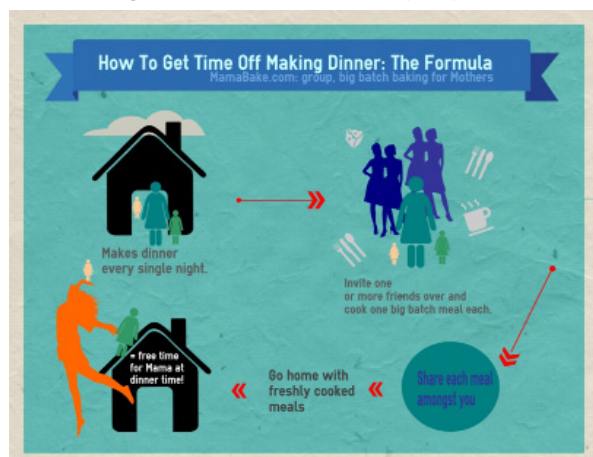 How To Get Time Off Making Dinner: The Formula
MamaBake.com: group, big batch baking for Mothers
Makes dinner
every single night.
Invite one
or more friends over and
cook one big batch meal each.
Share each meal
amongst you
Go home with
freshly cooked
meals
= free time
for Mama at
dinner time!